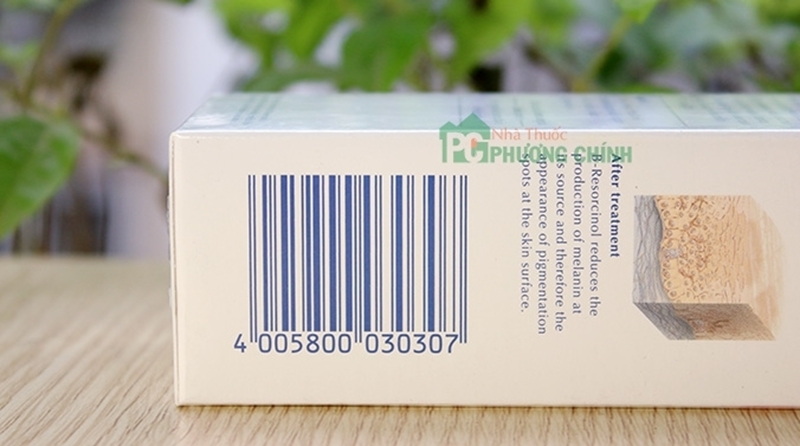 PC
Nhà Thuốc
PHƯƠNG CHÍNH
After treatment
B-Resorcinol reduces the
production of melanin at
its source and therefore the
appearance of pigmentation
spots at the skin surface.
4 005800 030307